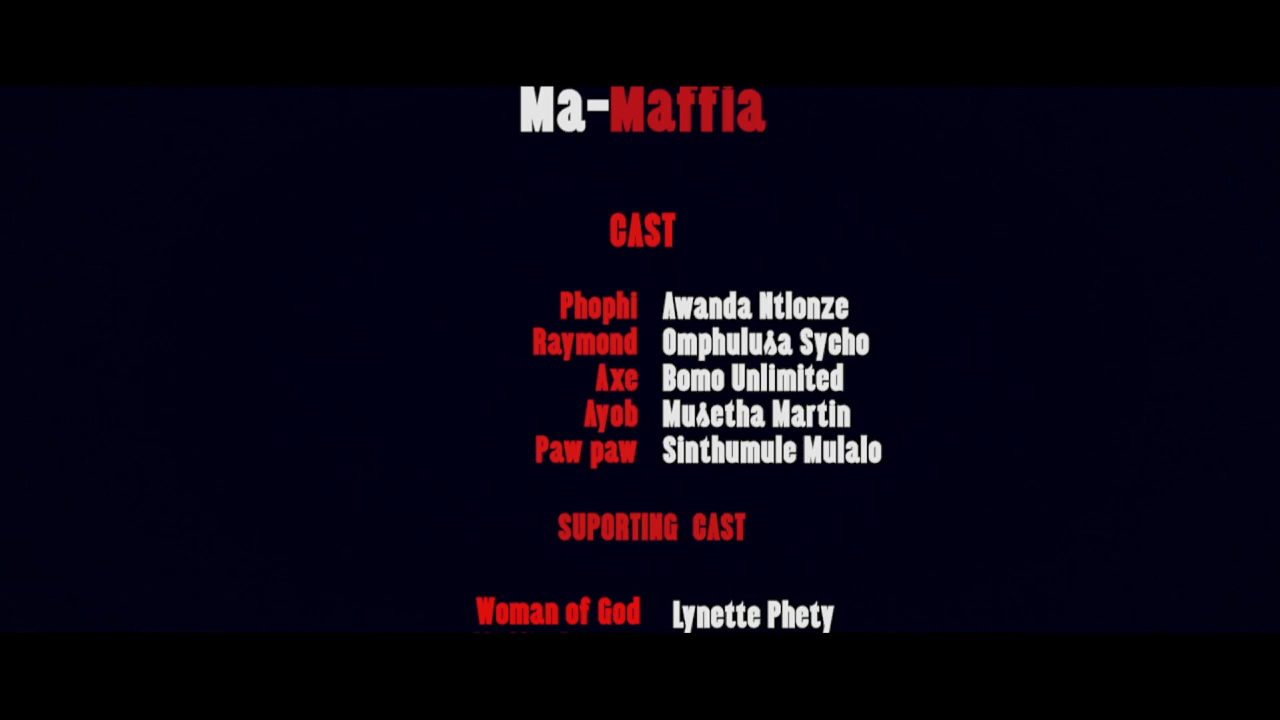 Ma-Maffia
CAST
Phophi Awanda Ntlonze
Raymond Omphulusa Sycho
Axe Bomo Unlimited
Ayob Musetha Martin
Paw paw Sinthumule Mulalo
SUPORTING CAST
Woman of God Lynette Phety